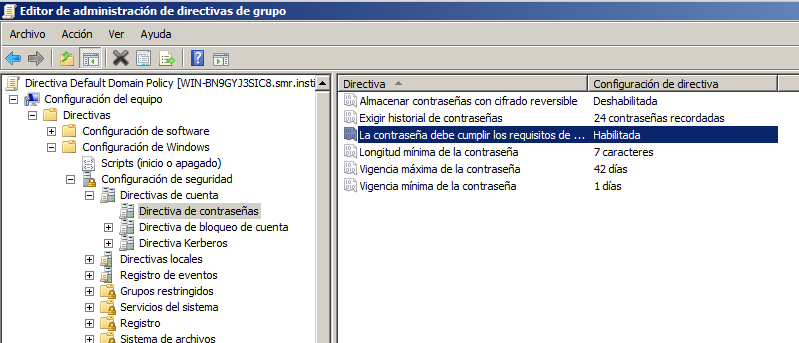 Editor de administración de directivas de grupo
Archivo Acción Ver Ayuda
Directiva Default Domain Policy [WIN-BN9GYJ3SIC8.smr.insti
Configuración del equipo
Directivas
Configuración de software
Configuración de Windows
Scripts (inicio o apagado)
Configuración de seguridad
Directivas de cuenta
Directiva de contraseñas
Directiva de bloqueo de cuenta
Directiva Kerberos
Directivas locales
Registro de eventos
Grupos restringidos
Servicios del sistema
Registro
Sistema de archivos
Directiva Configuración de directiva
Almacenar contraseñas con cifrado reversible Deshabilitada
Exigir historial de contraseñas 24 contraseñas recordadas
La contraseña debe cumplir los requisitos de ... Habilitada
Longitud mínima de la contraseña 7 caracteres
Vigencia máxima de la contraseña 42 días
Vigencia mínima de la contraseña 1 días